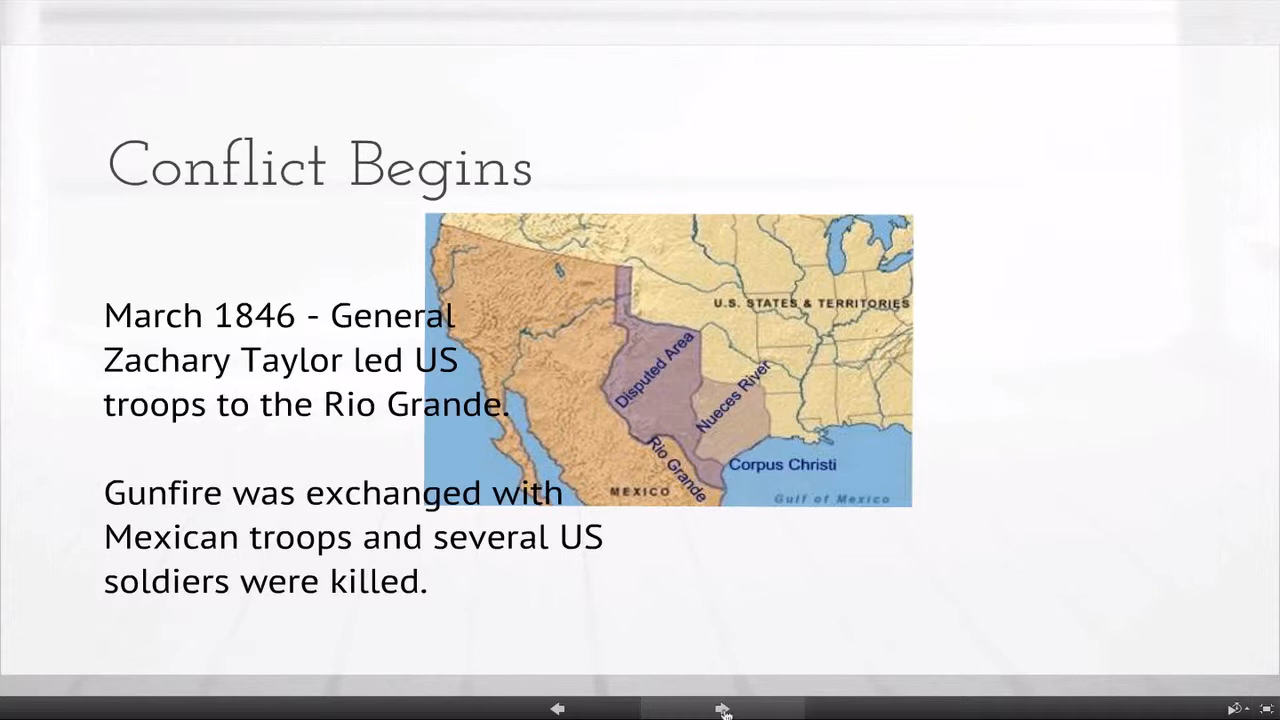 Conflict Begins
March 1846 - General
Zachary Taylor led US
troops to the Rio Grande.
Gunfire was exchanged with
Mexican troops and several US
soldiers were killed.
U.S. STATES & TERRITORIES
Disputed Area
Nueces River
Rio Grande
Corpus Christi
MEXICO
Gulf of Mexico